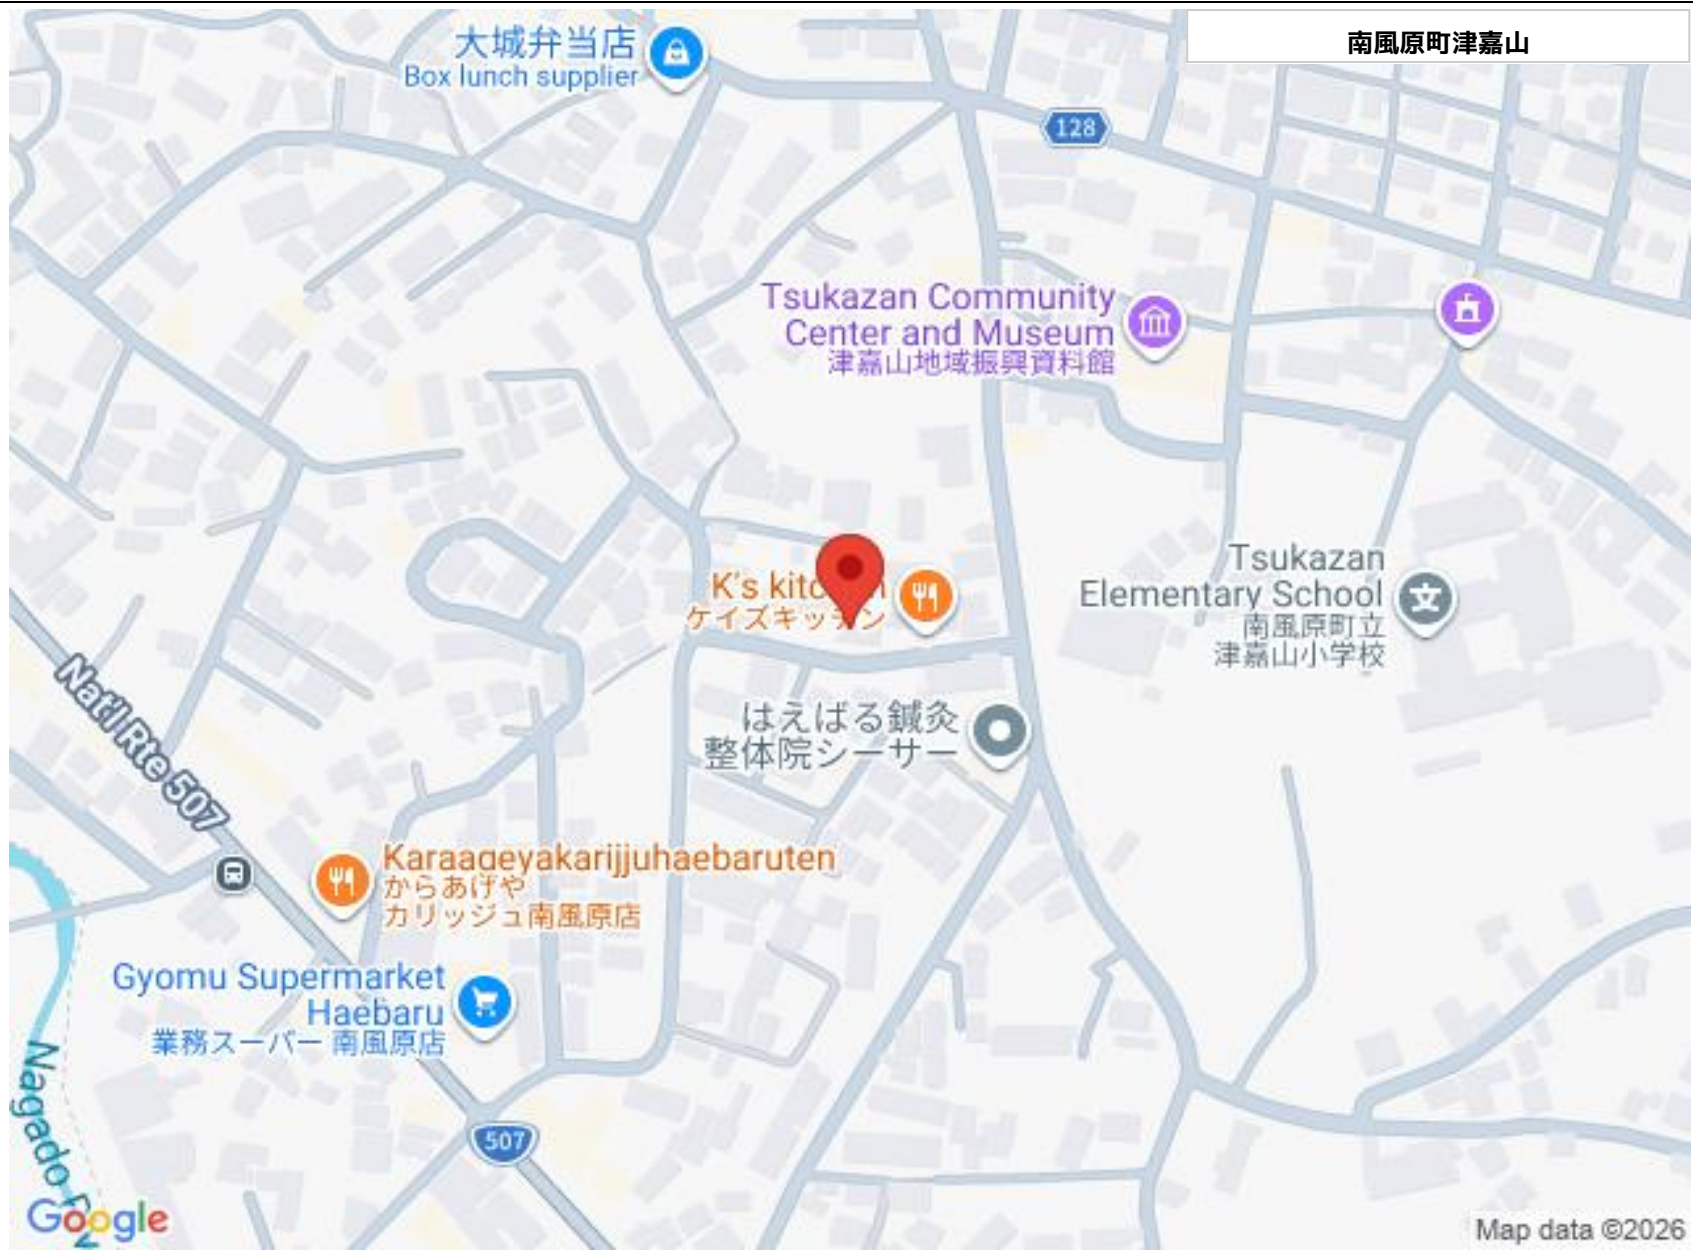 南風原町津嘉山
大城弁当店
Box lunch supplier
128
Tsukazan Community
Center and Museum
津嘉山地域振興資料館
Tsukazan
Elementary School
南風原町立
津嘉山小学校
K's kitchen
ケイズキッチン
はえばる鍼灸
整体院シーサー
Nat'l Rte 507
Karaageyakarijjuhaebaruten
からあげや
カリッジュ南風原店
Gyomu Supermarket
Haebaru
業務スーパー 南風原店
507
Nagado
Google
Map data ©2026